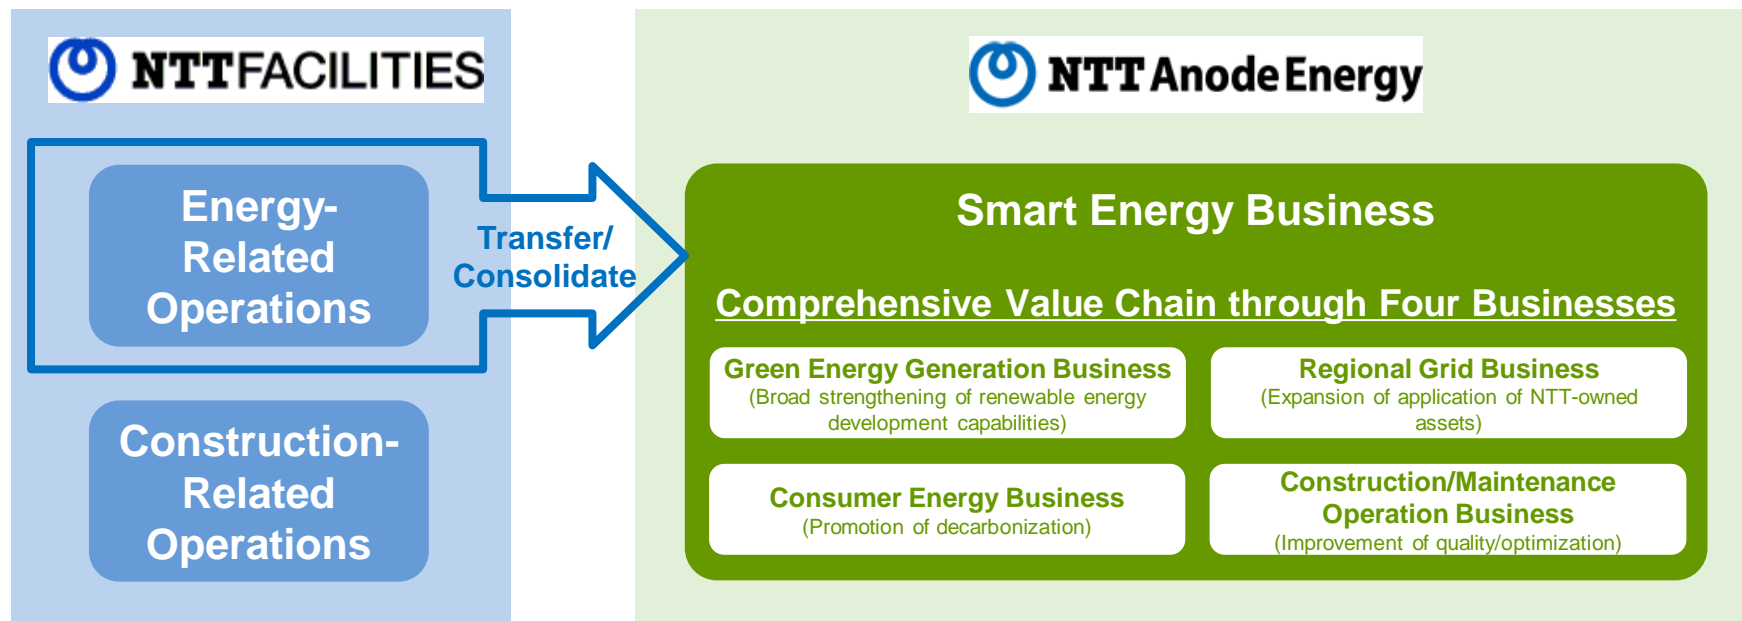 NTT FACILITIES
Energy-
Related
Operations
Construction-
Related
Operations
Transfer/
Consolidate
NTT Anode Energy
Smart Energy Business
Comprehensive Value Chain through Four Businesses
Green Energy Generation Business
(Broad strengthening of renewable energy
development capabilities)
Regional Grid Business
(Expansion of application of NTT-owned
assets)
Consumer Energy Business
(Promotion of decarbonization)
Construction/Maintenance
Operation Business
(Improvement of quality/optimization)